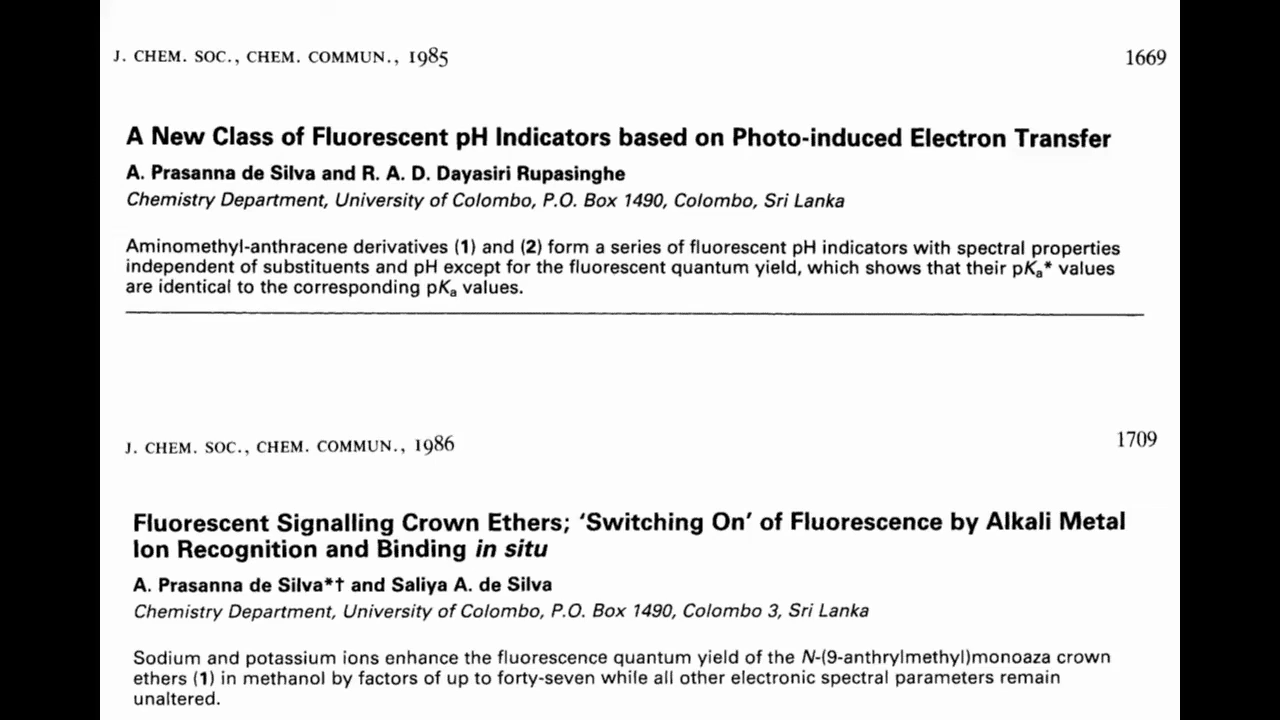 J. CHEM. SOC., CHEM. COMMUN., 1985 1669
A New Class of Fluorescent pH Indicators based on Photo-induced Electron Transfer
A. Prasanna de Silva and R. A. D. Dayasiri Rupasinghe
Chemistry Department, University of Colombo, P.O. Box 1490, Colombo, Sri Lanka
Aminomethyl-anthracene derivatives (1) and (2) form a series of fluorescent pH indicators with spectral properties
independent of substituents and pH except for the fluorescent quantum yield, which shows that their pKa* values
are identical to the corresponding pKa values.
J. CHEM. SOC., CHEM. COMMUN., 1986 1709
Fluorescent Signalling Crown Ethers; ‘Switching On’ of Fluorescence by Alkali Metal
Ion Recognition and Binding in situ
A. Prasanna de Silva*† and Saliya A. de Silva
Chemistry Department, University of Colombo, P.O. Box 1490, Colombo 3, Sri Lanka
Sodium and potassium ions enhance the fluorescence quantum yield of the N-(9-anthrylmethyl)monoaza crown
ethers (1) in methanol by factors of up to forty-seven while all other electronic spectral parameters remain
unaltered.